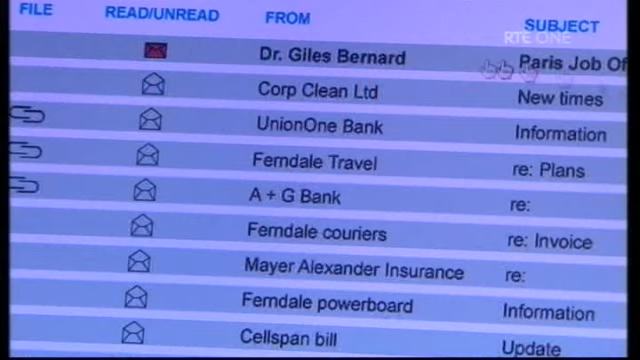 FILE READ/UNREAD FROM SUBJECT
RTE ONE
Dr. Giles Bernard Paris Job Of
Corp Clean Ltd New times
UnionOne Bank Information
Ferndale Travel re: Plans
A + G Bank re:
Ferndale couriers re: Invoice
Mayer Alexander Insurance re:
Ferndale powerboard Information
Cellspan bill Update